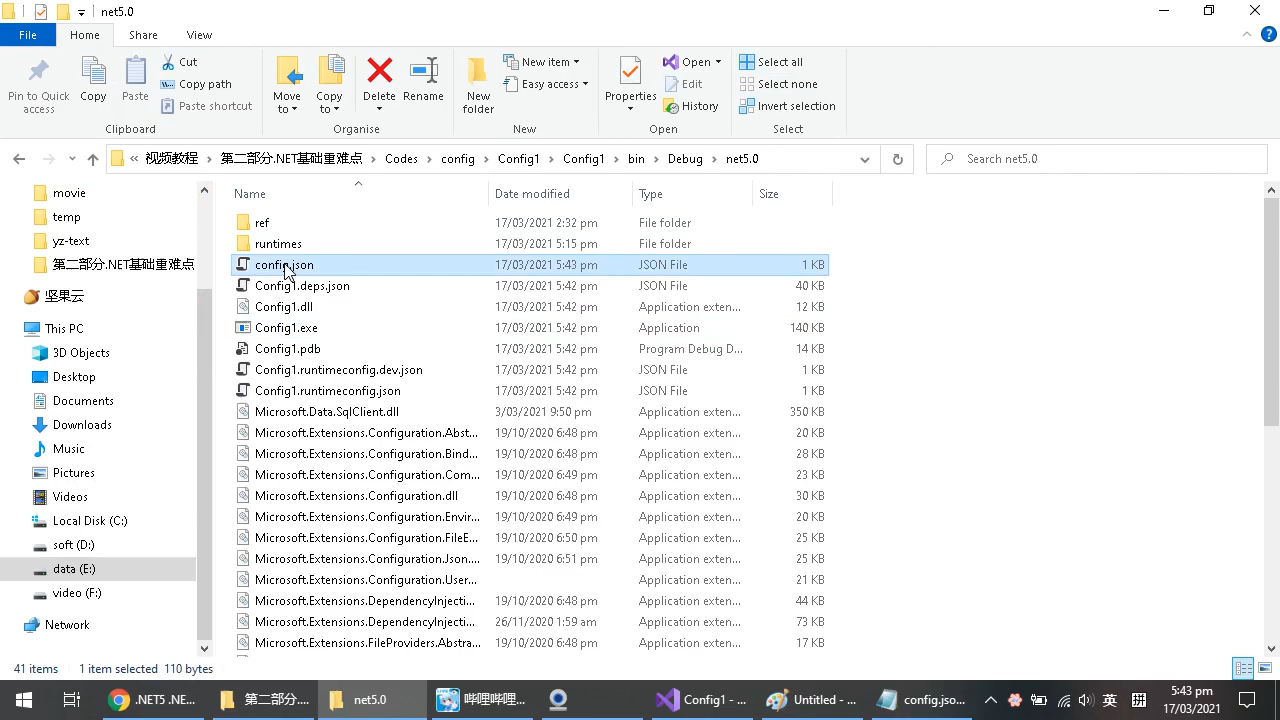 net5.0
File Home Share View
Pin to Quick access
Copy
Paste
Cut
Copy path
Paste shortcut
Clipboard
Move to
Copy to
Delete
Rename
Organise
New folder
New item
Easy access
New
Properties
Open
Edit
History
Open
Select all
Select none
Invert selection
Select
« 视频教程 > 第二部分.NET基础重难点 > Codes > config > Config1 > Config1 > bin > Debug > net5.0
Search net5.0
movie
temp
yz-text
第二部分.NET基础重难点
坚果云
This PC
3D Objects
Desktop
Documents
Downloads
Music
Pictures
Videos
Local Disk (C:)
soft (D:)
data (E:)
video (F:)
Network
Name Date modified Type Size
ref 17/03/2021 2:32 pm File folder
runtimes 17/03/2021 5:15 pm File folder
config.json 17/03/2021 5:43 pm JSON File 1 KB
Config1.deps.json 17/03/2021 5:42 pm JSON File 40 KB
Config1.dll 17/03/2021 5:42 pm Application exten... 12 KB
Config1.exe 17/03/2021 5:42 pm Application 140 KB
Config1.pdb 17/03/2021 5:42 pm Program Debug D... 14 KB
Config1.runtimeconfig.dev.json 17/03/2021 5:42 pm JSON File 1 KB
Config1.runtimeconfig.json 17/03/2021 5:42 pm JSON File 1 KB
Microsoft.Data.SqlClient.dll 3/03/2021 9:50 pm Application exten... 350 KB
Microsoft.Extensions.Configuration.Abst... 19/10/2020 6:48 pm Application exten... 20 KB
Microsoft.Extensions.Configuration.Bind... 19/10/2020 6:48 pm Application exten... 28 KB
Microsoft.Extensions.Configuration.Com... 19/10/2020 6:49 pm Application exten... 23 KB
Microsoft.Extensions.Configuration.dll 19/10/2020 6:48 pm Application exten... 30 KB
Microsoft.Extensions.Configuration.Envir... 19/10/2020 6:49 pm Application exten... 20 KB
Microsoft.Extensions.Configuration.FileE... 19/10/2020 6:50 pm Application exten... 25 KB
Microsoft.Extensions.Configuration.Json.... 19/10/2020 6:51 pm Application exten... 25 KB
Microsoft.Extensions.Configuration.User... Application exten... 21 KB
Microsoft.Extensions.DependencyInjecti... 19/10/2020 6:48 pm Application exten... 44 KB
Microsoft.Extensions.DependencyInjecti... 26/11/2020 1:59 am Application exten... 73 KB
Microsoft.Extensions.FileProviders.Abstra... 19/10/2020 6:48 pm Application exten... 17 KB
41 items 1 item selected 110 bytes
.NET5 .NE... 第二部分.... net5.0 哔哩哔哩... Config1 - ... Untitled - ... config.jso... 英 拼
5:43 pm
17/03/2021